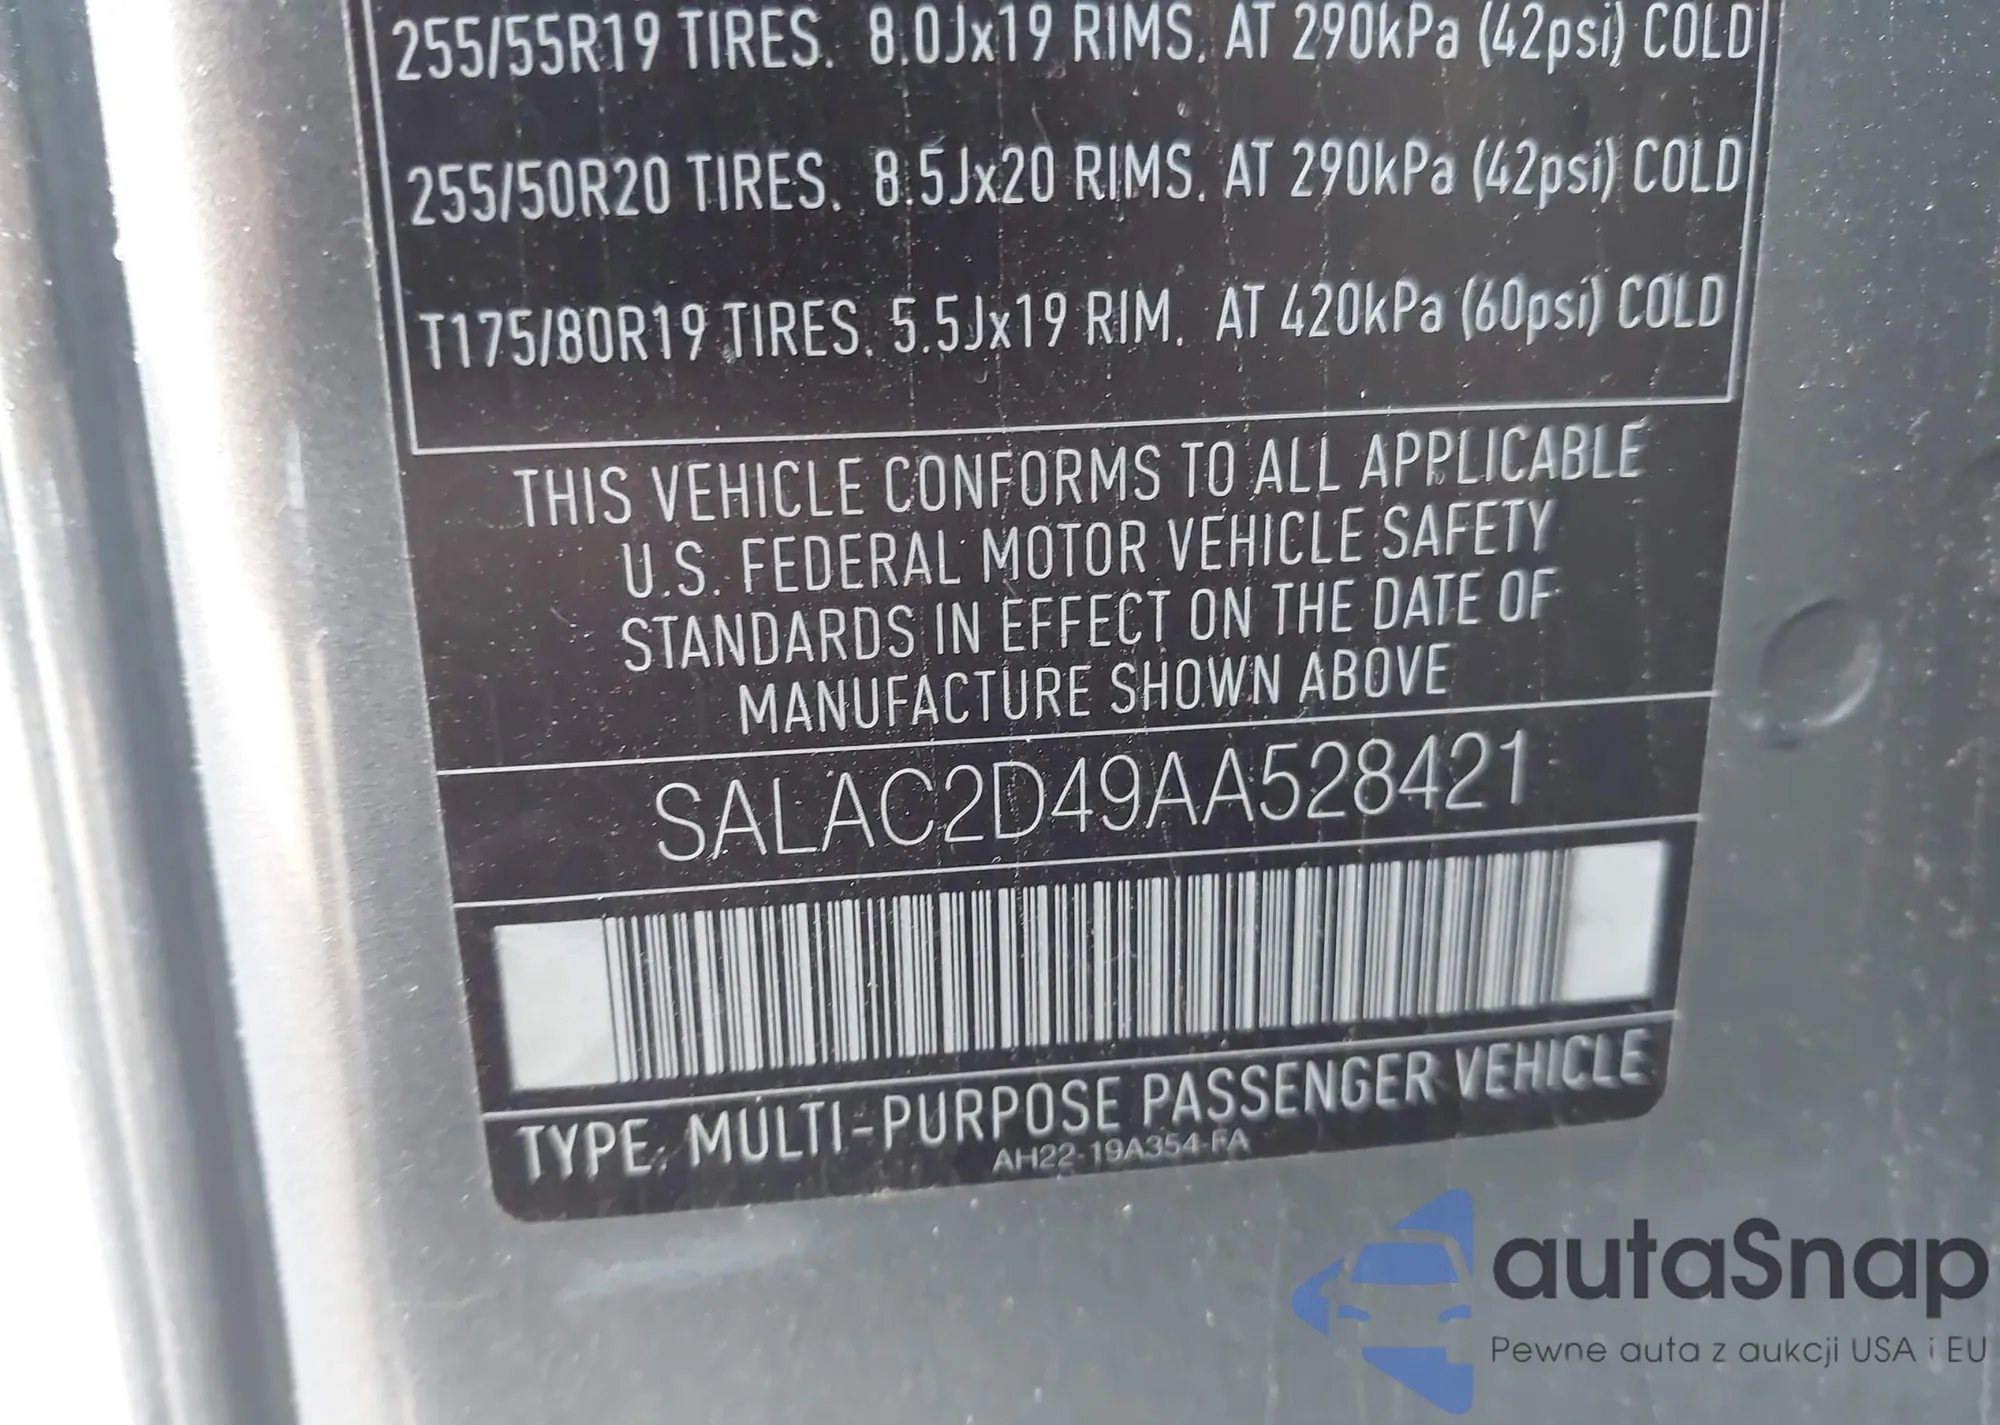 255/55R19 TIRES. 8.0Jx19 RIMS. AT 290kPa (42psi) COLD
255/50R20 TIRES. 8.5Jx20 RIMS. AT 290kPa (42psi) COLD
T175/80R19 TIRES. 5.5Jx19 RIM. AT 420kPa (60psi) COLD
THIS VEHICLE CONFORMS TO ALL APPLICABLE
U.S. FEDERAL MOTOR VEHICLE SAFETY
STANDARDS IN EFFECT ON THE DATE OF
MANUFACTURE SHOWN ABOVE
SALAC2D49AA528421
TYPE: MULTI-PURPOSE PASSENGER VEHICLE
AH22-19A354-FA
autaSnap
Pewne auta z aukcji USA i EU